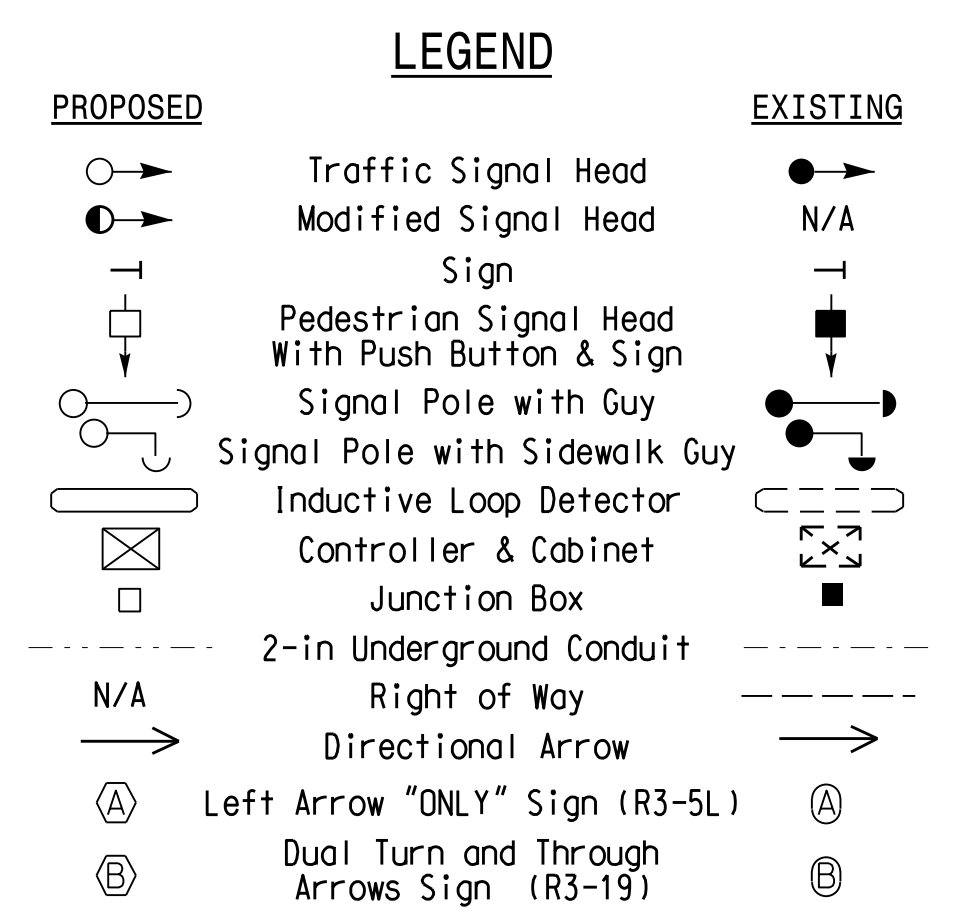 LEGEND
PROPOSED EXISTING
Traffic Signal Head
Modified Signal Head N/A
Sign
Pedestrian Signal Head
With Push Button & Sign
Signal Pole with Guy
Signal Pole with Sidewalk Guy
Inductive Loop Detector
Controller & Cabinet
Junction Box
2-in Underground Conduit
N/A Right of Way
Directional Arrow
A Left Arrow "ONLY" Sign (R3-5L) A
Dual Turn and Through
B Arrows Sign (R3-19) B